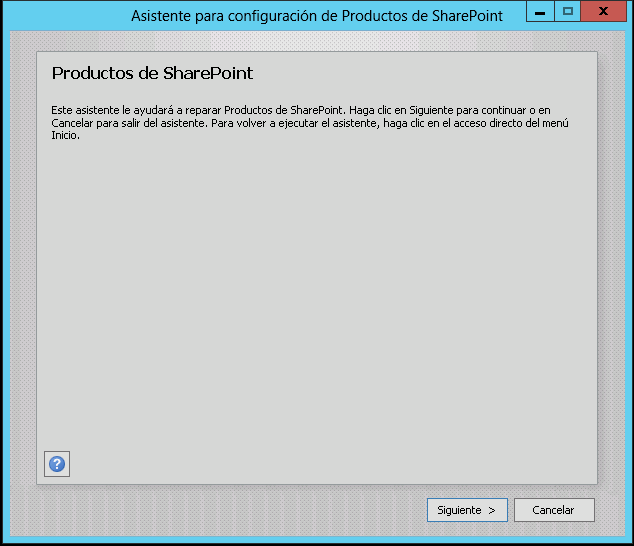 Asistente para configuración de Productos de SharePoint
Productos de SharePoint
Este asistente le ayudará a reparar Productos de SharePoint. Haga clic en Siguiente para continuar o en
Cancelar para salir del asistente. Para volver a ejecutar el asistente, haga clic en el acceso directo del menú
Inicio.
Siguiente >
Cancelar